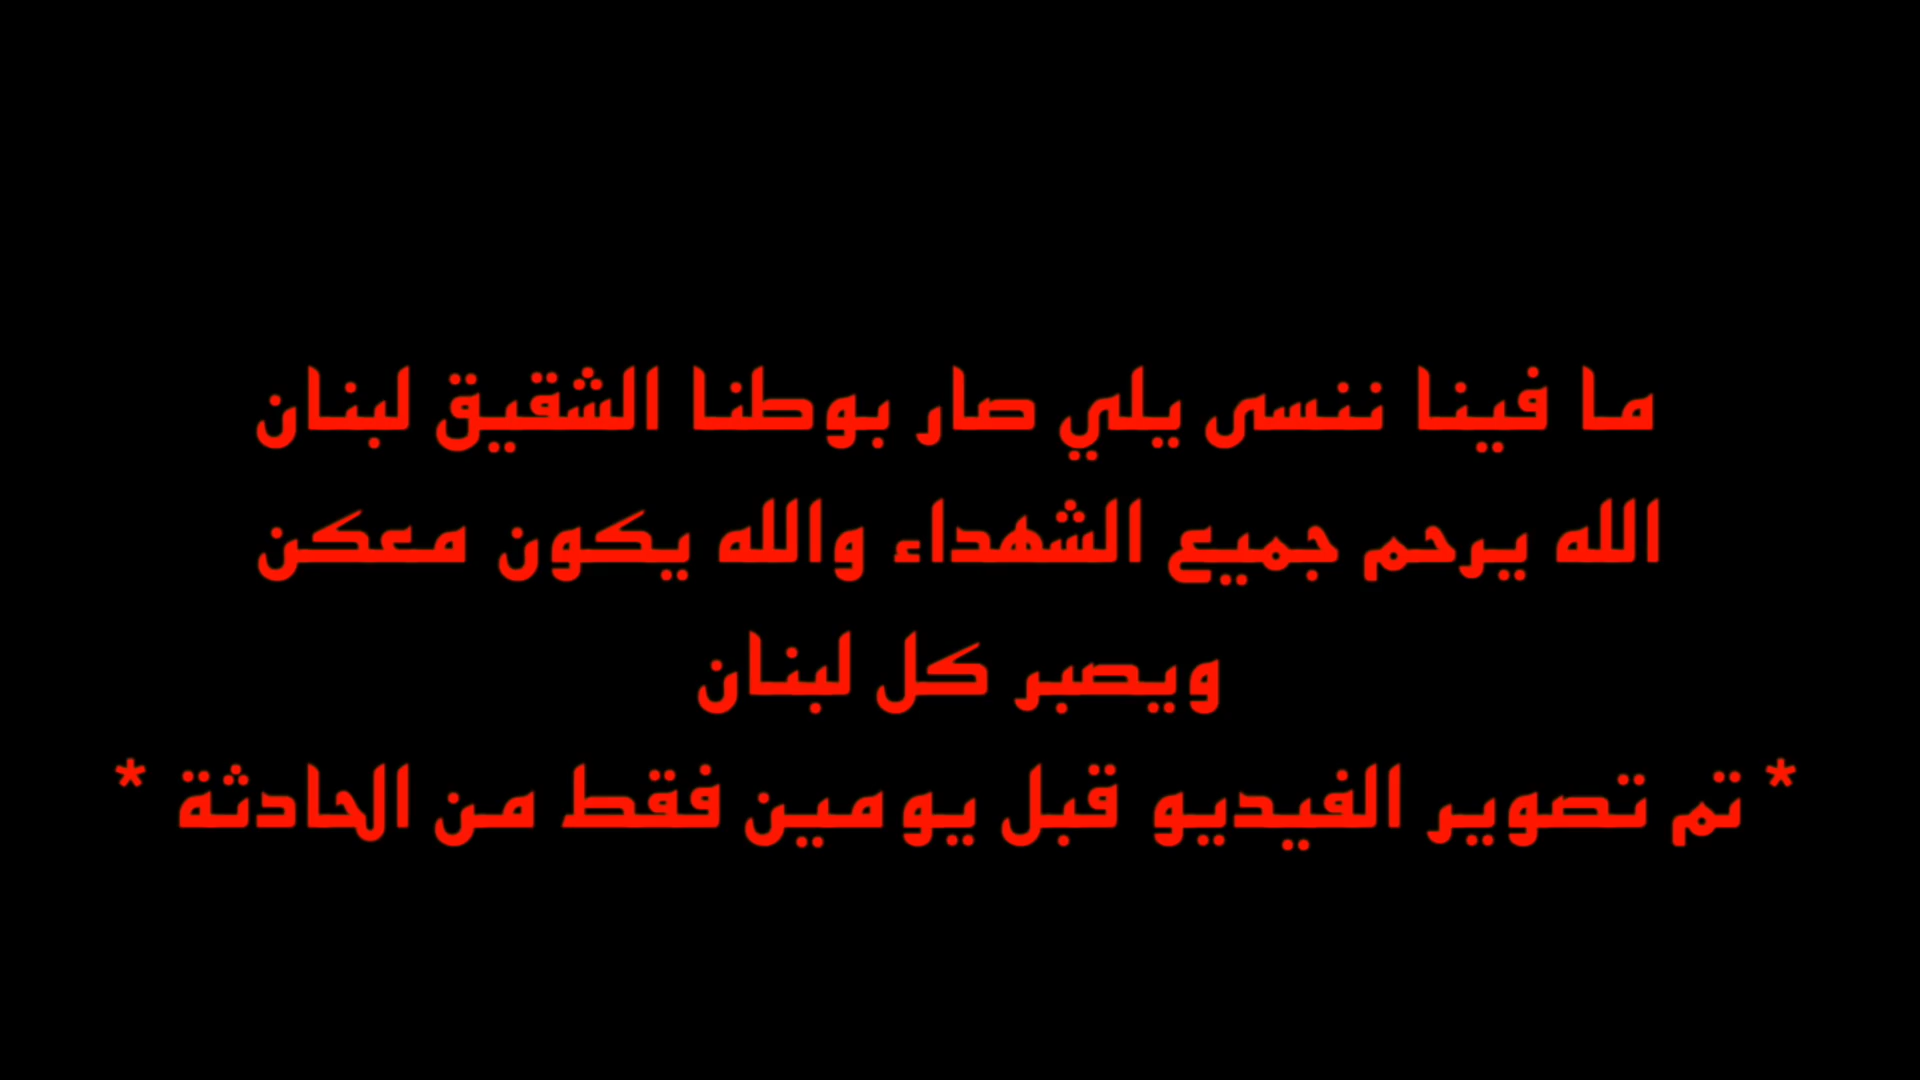 ما فينا ننسى يلي صار بوطنا الشقيق لبنان
الله يرحم جميع الشهداء والله يكون معكن
ويصبر كل لبنان
* تم تصوير الفيديو قبل يومين فقط من الحادثة *